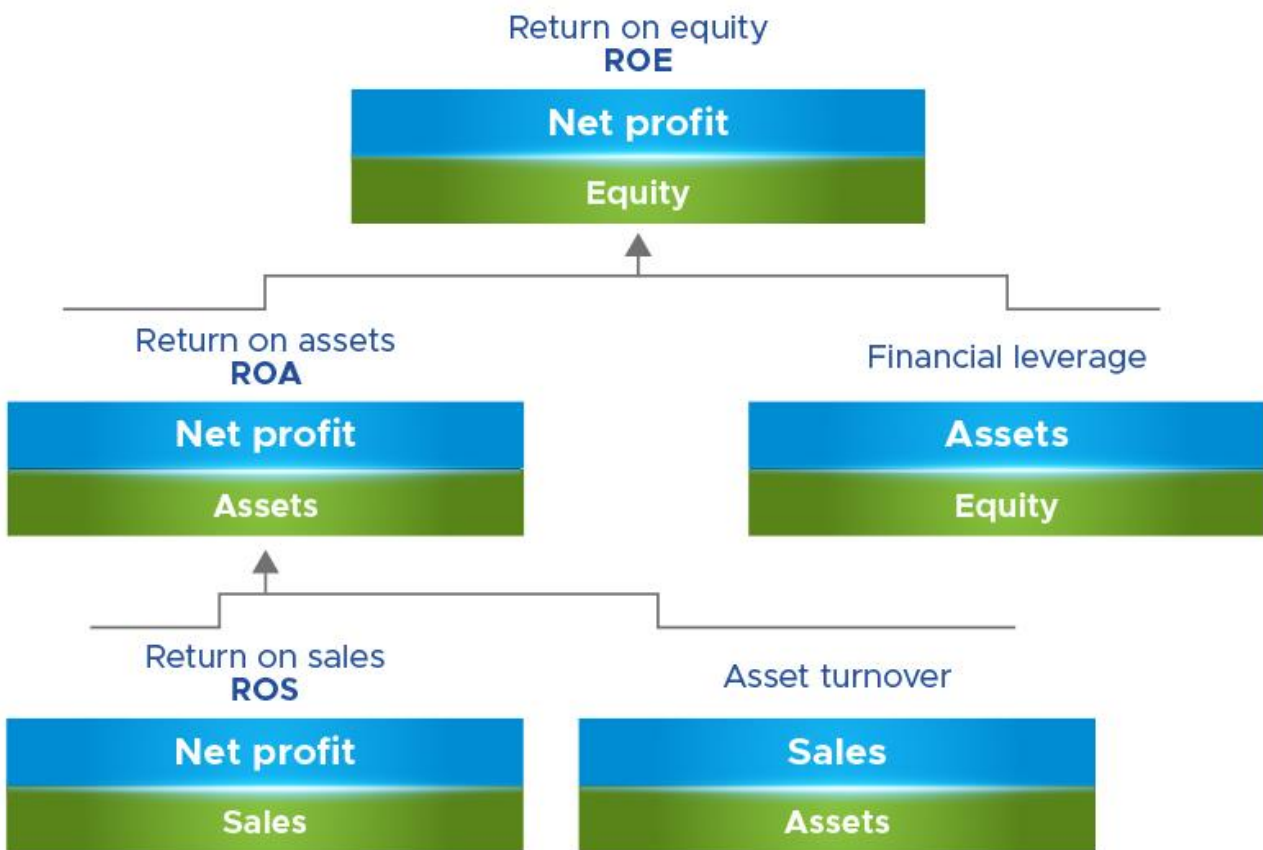 Return on equity
ROE
Net profit
Equity
Return on assets
ROA
Financial leverage
Net profit
Assets
Assets
Equity
Return on sales
ROS
Asset turnover
Net profit
Sales
Sales
Assets